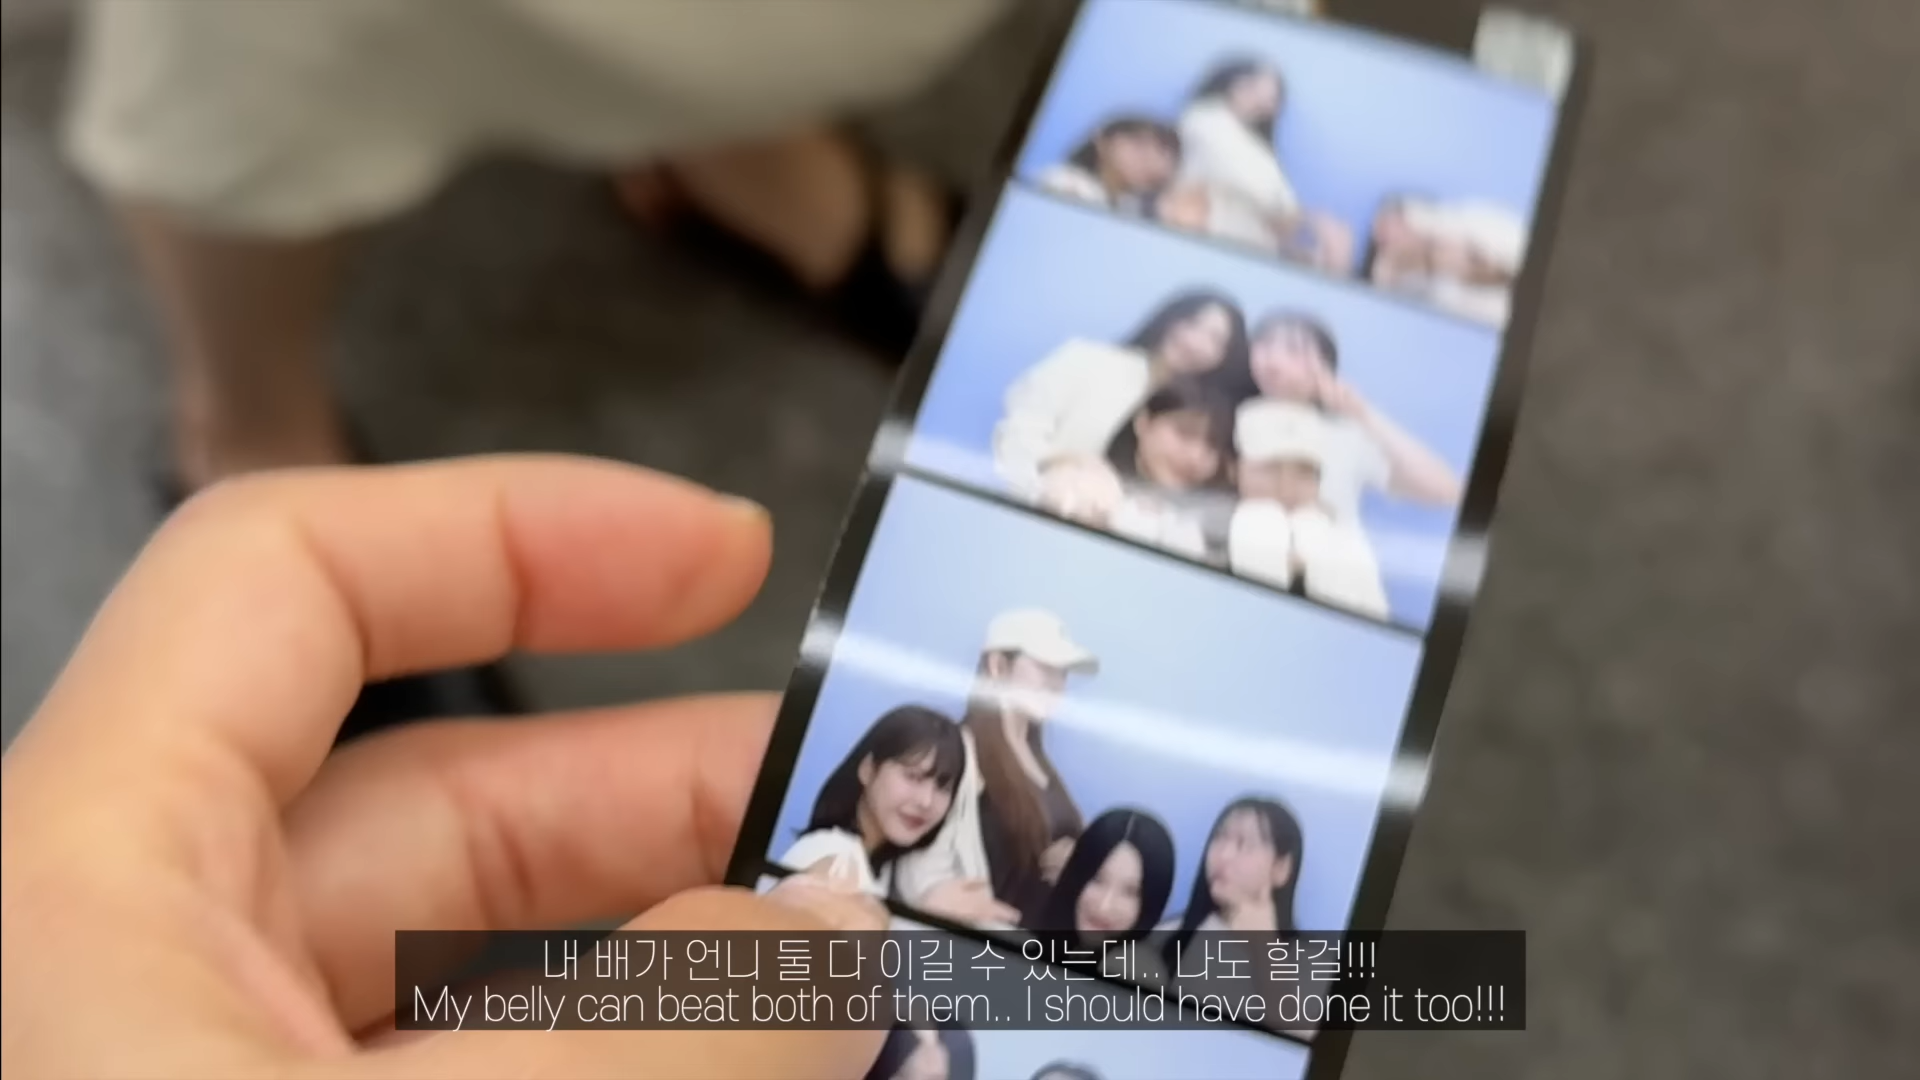 내 배가 언니 둘 다 이길 수 있는데.. 나도 할걸!!!
My belly can beat both of them.. I should have done it too!!!